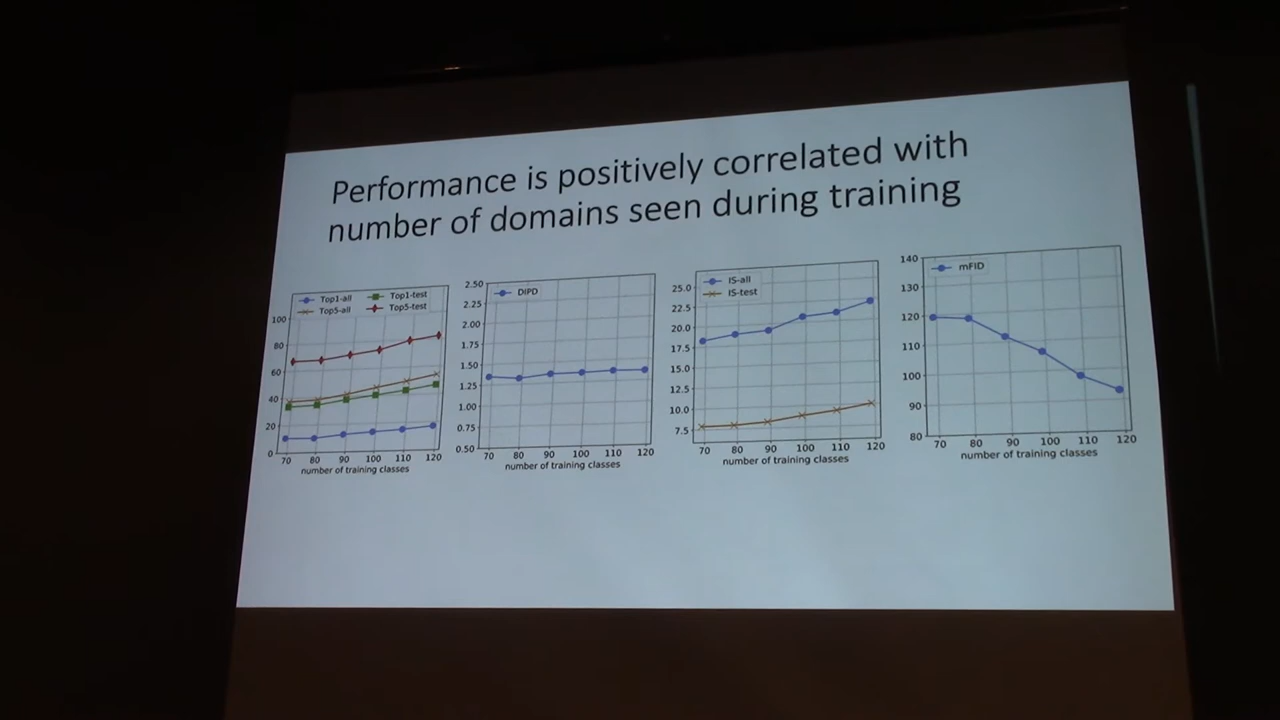 Performance is positively correlated with
number of domains seen during training
Top1-all Top1-test
Top5-all Top5-test
100
80
60
40
20
0
70 80 90 100 110 120
number of training classes
DIPD
2.50
2.25
2.00
1.75
1.50
1.25
1.00
0.75
0.50
70 80 90 100 110 120
number of training classes
IS-all
IS-test
25.0
22.5
20.0
17.5
15.0
12.5
10.0
7.5
70 80 90 100 110 120
number of training classes
mFID
140
130
120
110
100
90
80
70 80 90 100 110 120
number of training classes